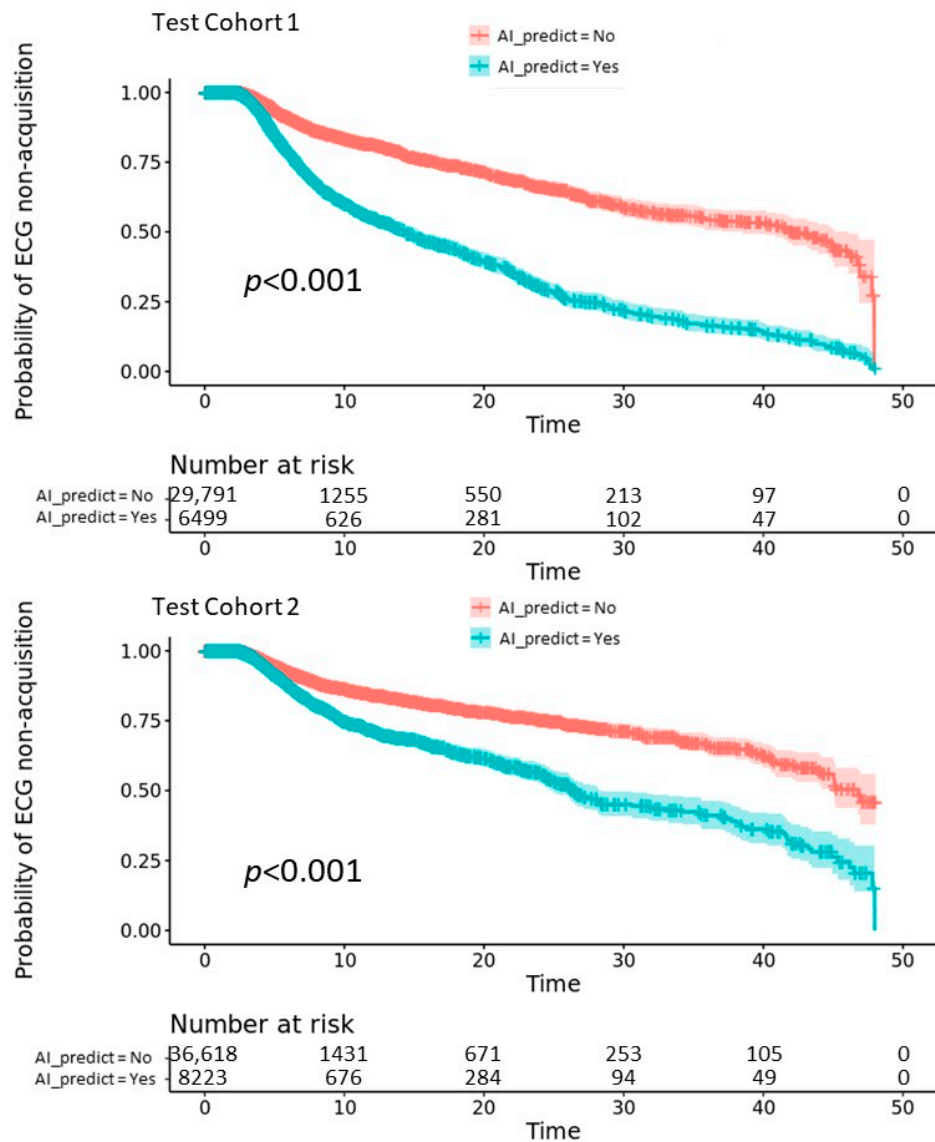 Test Cohort 1
AI_predict = No
AI_predict = Yes
Probability of ECG non-acquisition
1.00
0.75
0.50
0.25
0.00
p<0.001
0 10 20 30 40 50
Time
Number at risk
AI_predict = No 29,791 1255 550 213 97 0
AI_predict = Yes 6499 626 281 102 47 0
0 10 20 30 40 50
Time
Test Cohort 2
AI_predict = No
AI_predict = Yes
Probability of ECG non-acquisition
1.00
0.75
0.50
0.25
0.00
p<0.001
0 10 20 30 40 50
Time
Number at risk
AI_predict = No 36,618 1431 671 253 105 0
AI_predict = Yes 8223 676 284 94 49 0
0 10 20 30 40 50
Time